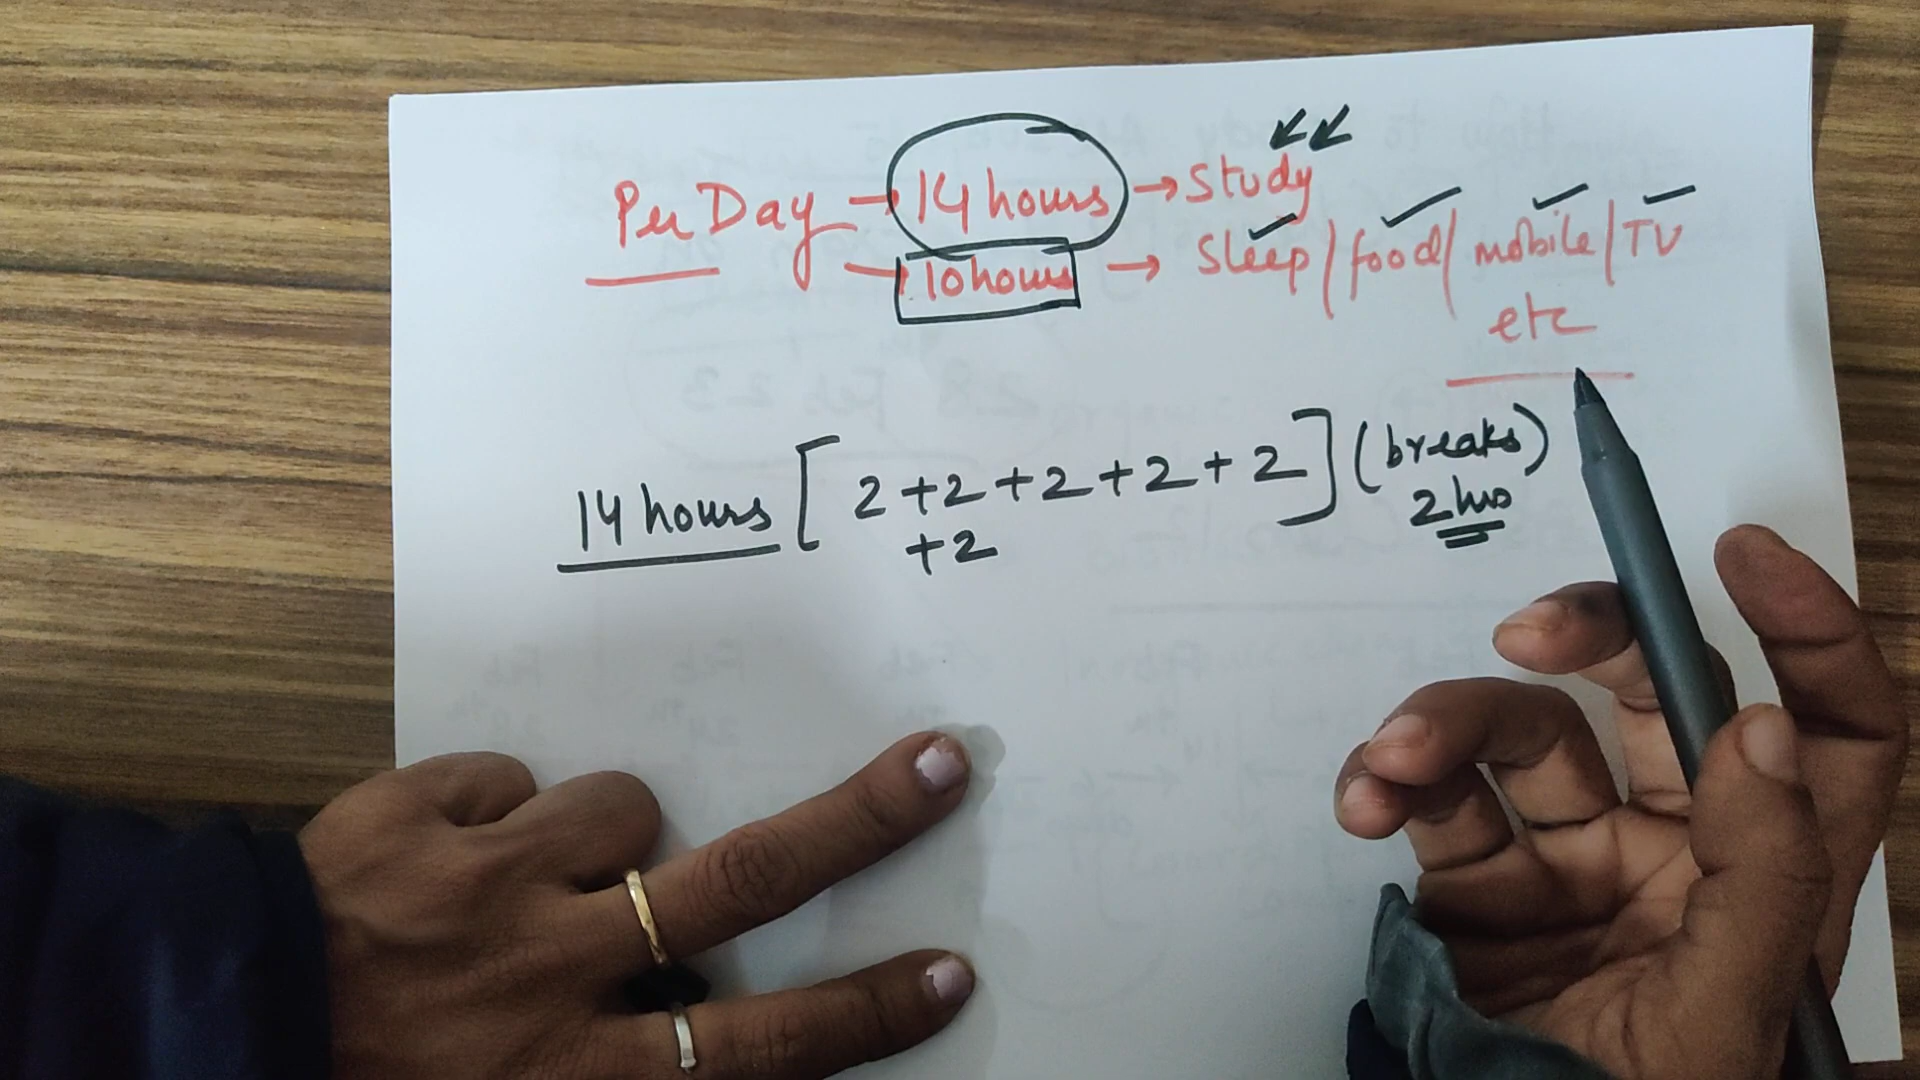 Per Day → 14 hours → Study
→ 10 hours → Sleep / food / mobile / TV
etc
14 hours [ 2 + 2 + 2 + 2 + 2 ] (breaks)
+ 2 2 hrs